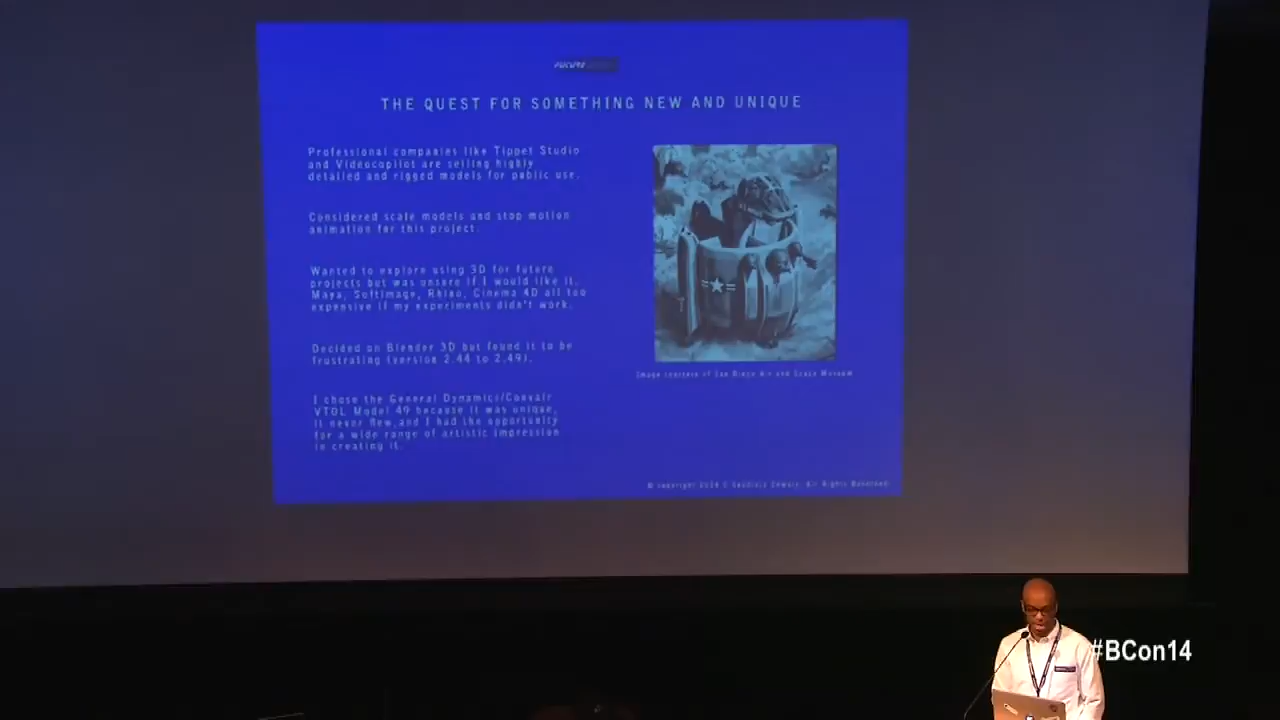 FUTURE
THE QUEST FOR SOMETHING NEW AND UNIQUE
Professional companies like Tippet Studio
and Videocopilot are selling highly
detailed and rigged models for public use.
Considered scale models and stop motion
animation for this project.
Wanted to explore using 3D for future
projects but was unsure if I would like it.
Maya, Softimage, Rhino, Cinema 4D all too
expensive if my experiments didn't work.
Decided on Blender 3D but found it to be
frustrating (version 2.44 to 2.49).
I chose the General Dynamics/Convair
VTOL Model 49 because it was unique,
it never flew, and I had the opportunity
for a wide range of artistic impression
in creating it.
Image courtesy of San Diego Air and Space Museum
© copyright 2014 All Rights Reserved.
#BCon14